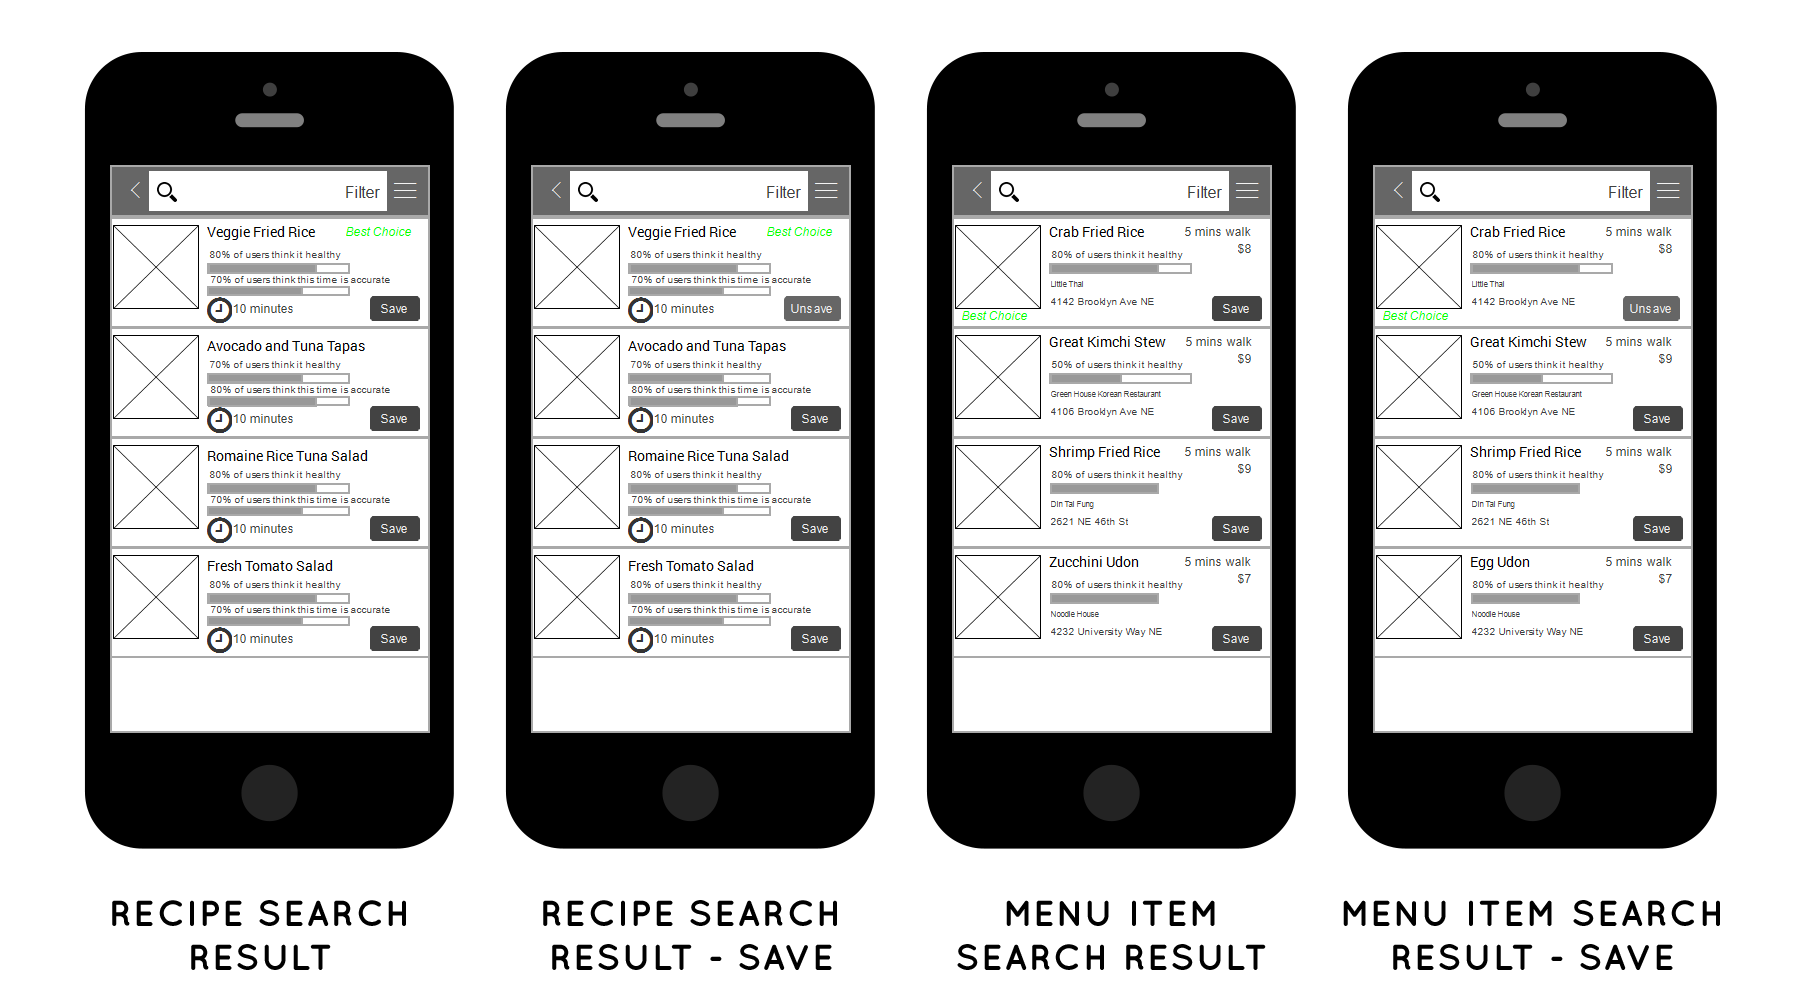 Filter
Veggie Fried Rice Best Choice
80% of users think it healthy
70% of users think this time is accurate
10 minutes Save
Avocado and Tuna Tapas
70% of users think it healthy
80% of users think this time is accurate
10 minutes Save
Romaine Rice Tuna Salad
80% of users think it healthy
70% of users think this time is accurate
10 minutes Save
Fresh Tomato Salad
80% of users think it healthy
70% of users think this time is accurate
10 minutes Save
RECIPE SEARCH
RESULT
Filter
Veggie Fried Rice Best Choice
80% of users think it healthy
70% of users think this time is accurate
10 minutes Unsave
Avocado and Tuna Tapas
70% of users think it healthy
80% of users think this time is accurate
10 minutes Save
Romaine Rice Tuna Salad
80% of users think it healthy
70% of users think this time is accurate
10 minutes Save
Fresh Tomato Salad
80% of users think it healthy
70% of users think this time is accurate
10 minutes Save
RECIPE SEARCH
RESULT - SAVE
Filter
Crab Fried Rice 5 mins walk
$8
80% of users think it healthy
Little Thai
4142 Brooklyn Ave NE Save
Best Choice
Great Kimchi Stew 5 mins walk
$9
50% of users think it healthy
Green House Korean Restaurant
4106 Brooklyn Ave NE Save
Shrimp Fried Rice 5 mins walk
$9
80% of users think it healthy
Din Tai Fung
2621 NE 46th St Save
Zucchini Udon 5 mins walk
$7
80% of users think it healthy
Noodle House
4232 University Way NE Save
MENU ITEM
SEARCH RESULT
Filter
Crab Fried Rice 5 mins walk
$8
80% of users think it healthy
Little Thai
4142 Brooklyn Ave NE Unsave
Best Choice
Great Kimchi Stew 5 mins walk
$9
50% of users think it healthy
Green House Korean Restaurant
4106 Brooklyn Ave NE Save
Shrimp Fried Rice 5 mins walk
$9
80% of users think it healthy
Din Tai Fung
2621 NE 46th St Save
Egg Udon 5 mins walk
$7
80% of users think it healthy
Noodle House
4232 University Way NE Save
MENU ITEM SEARCH
RESULT - SAVE